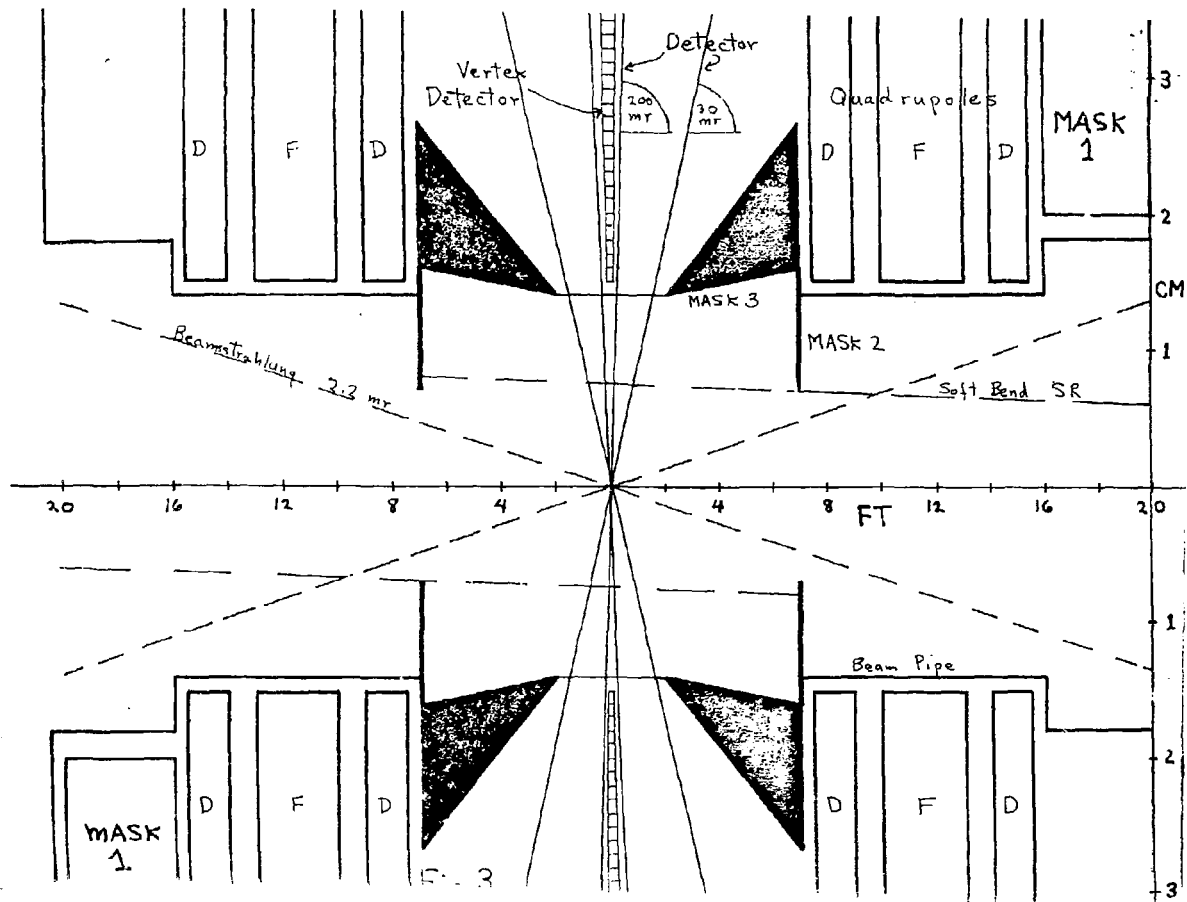 Detector
Vertex
Detector
200
mr
30
mr
Quadrupoles
MASK
1
3
D
F
D
D
F
D
2
CM
MASK 3
MASK 2
1
Beamstrahlung 2.2 mr
Soft Bend SR
20
16
12
8
4
4
8
FT
12
16
20
1
Beam Pipe
2
D
F
D
D
F
D
MASK
1
3